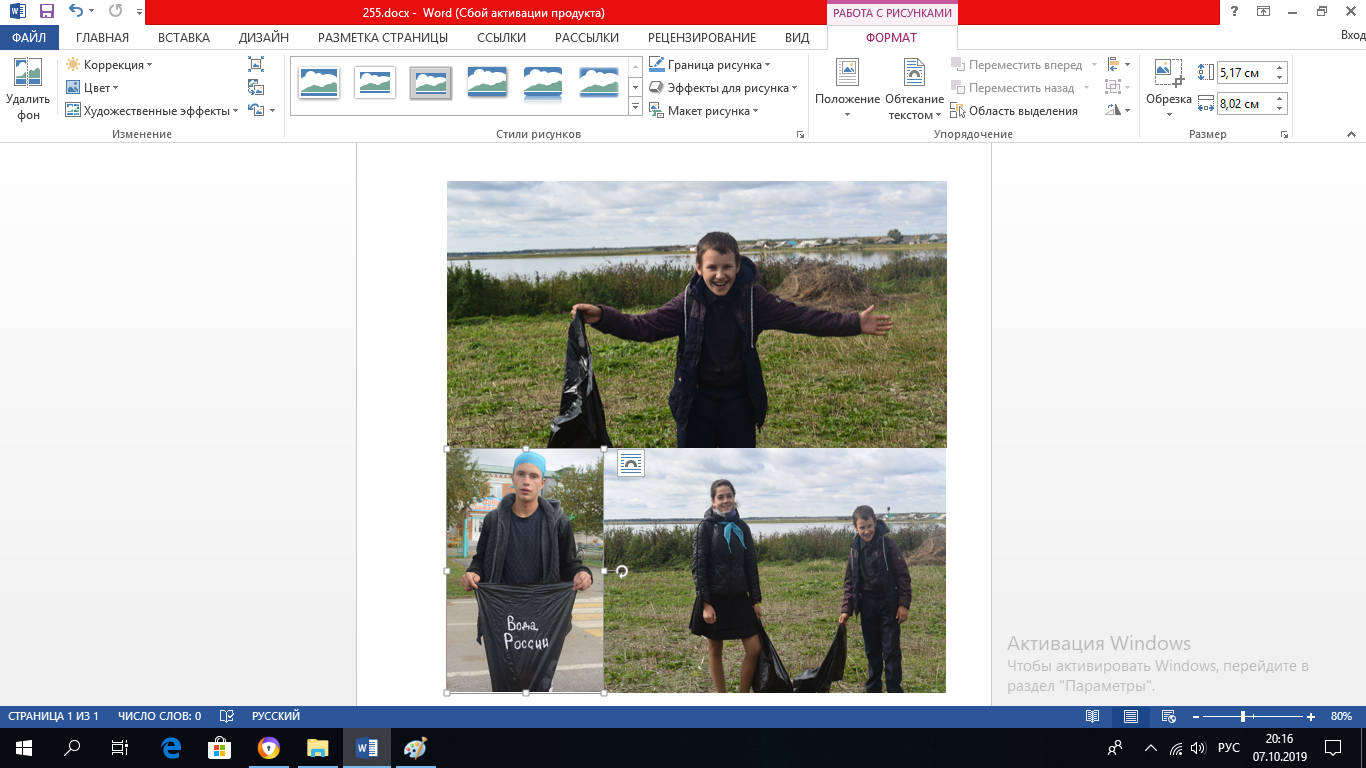 255.docx - Word (Сбой активации продукта)
РАБОТА С РИСУНКАМИ
?
ФАЙЛ
ГЛАВНАЯ
ВСТАВКА
ДИЗАЙН
РАЗМЕТКА СТРАНИЦЫ
ССЫЛКИ
РАССЫЛКИ
РЕЦЕНЗИРОВАНИЕ
ВИД
ФОРМАТ
Вход
Удалить
фон
Коррекция
Цвет
Художественные эффекты
Изменение
Стили рисунков
Граница рисунка
Эффекты для рисунка
Макет рисунка
Положение
Обтекание
текстом
Переместить вперед
Переместить назад
Область выделения
Упорядочение
Обрезка
5,17 см
8,02 см
Размер
Вода
России
Активация Windows
Чтобы активировать Windows, перейдите в
раздел "Параметры".
СТРАНИЦА 1 ИЗ 1
ЧИСЛО СЛОВ: 0
РУССКИЙ
80%
РУС
20:16
07.10.2019